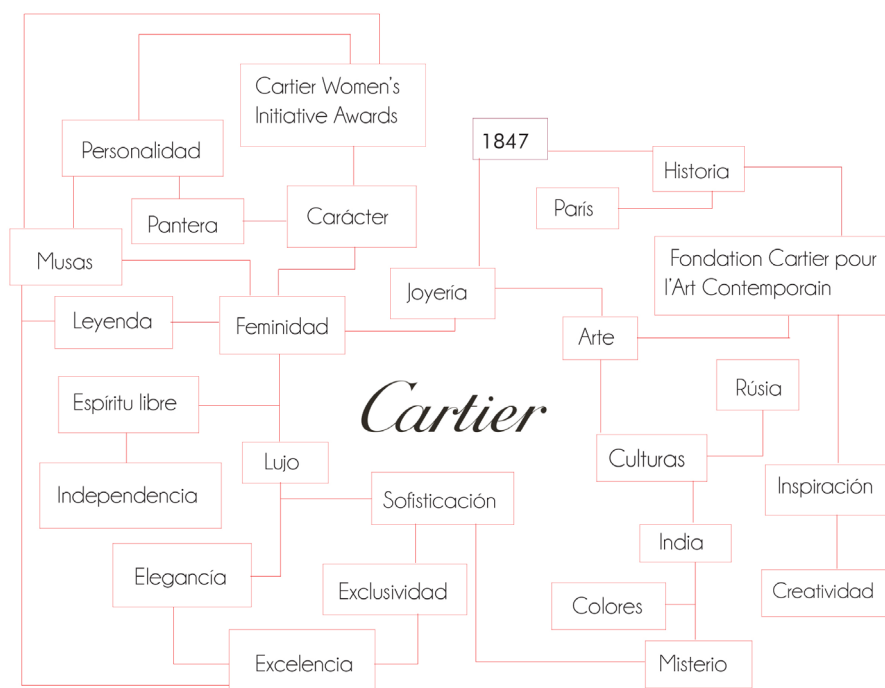 Cartier Women's
Initiative Awards
1847
Personalidad
Historia
París
Pantera
Carácter
Musas
Fondation Cartier pour
l'Art Contemporain
Joyería
Leyenda
Feminidad
Arte
Rúsia
Espíritu libre
Cartier
Culturas
Lujo
Independencia
Sofisticación
Inspiración
India
Elegancía
Exclusividad
Colores
Creatividad
Excelencia
Misterio